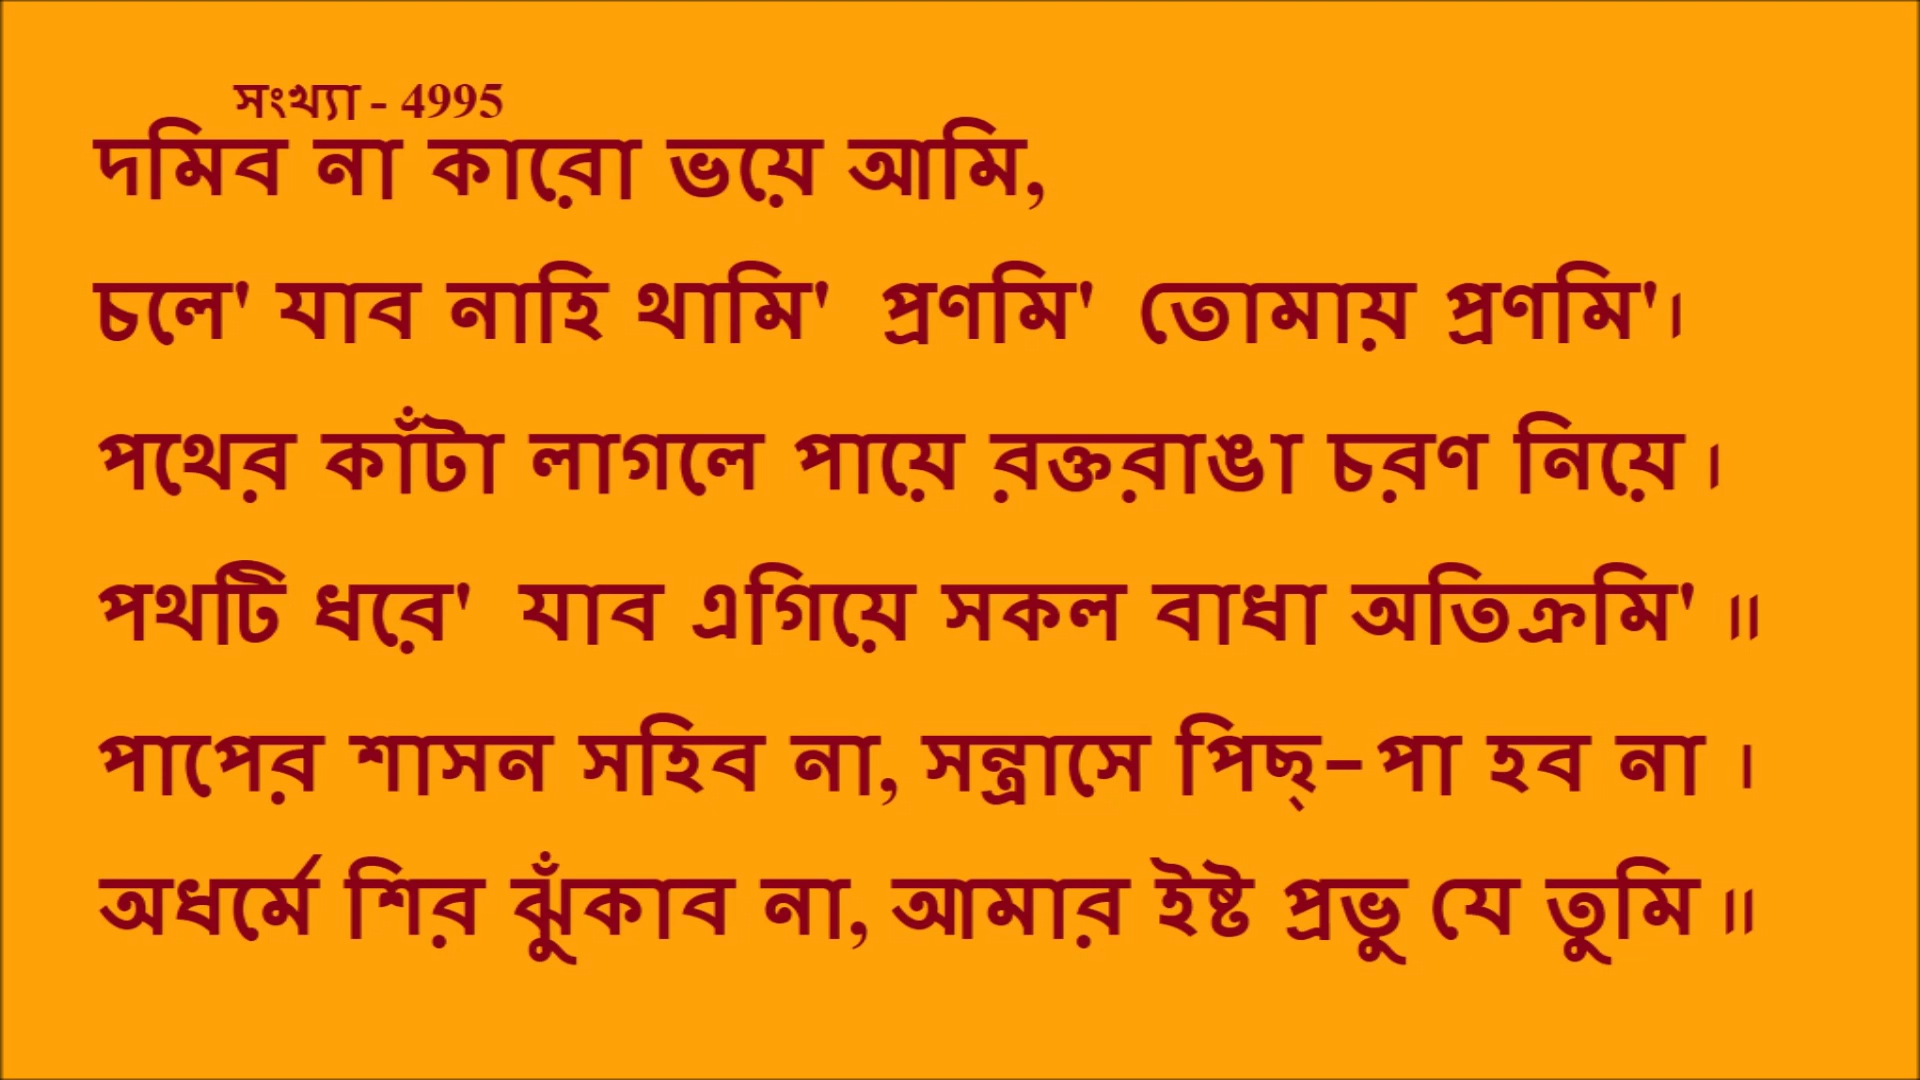 সংখ্যা - 4995
দমিব না কারো ভয়ে আমি,
চলে' যাব নাহি থামি' প্রণমি' তোমায় প্রণমি'।
পথের কাঁটা লাগলে পায়ে রক্তরাঙা চরণ নিয়ে।
পথটি ধরে' যাব এগিয়ে সকল বাধা অতিক্রমি' ॥
পাপের শাসন সহিব না, সন্ত্রাসে পিছ্-পা হব না ।
অধর্মে শির ঝুঁকাব না, আমার ইষ্ট প্রভু যে তুমি ॥